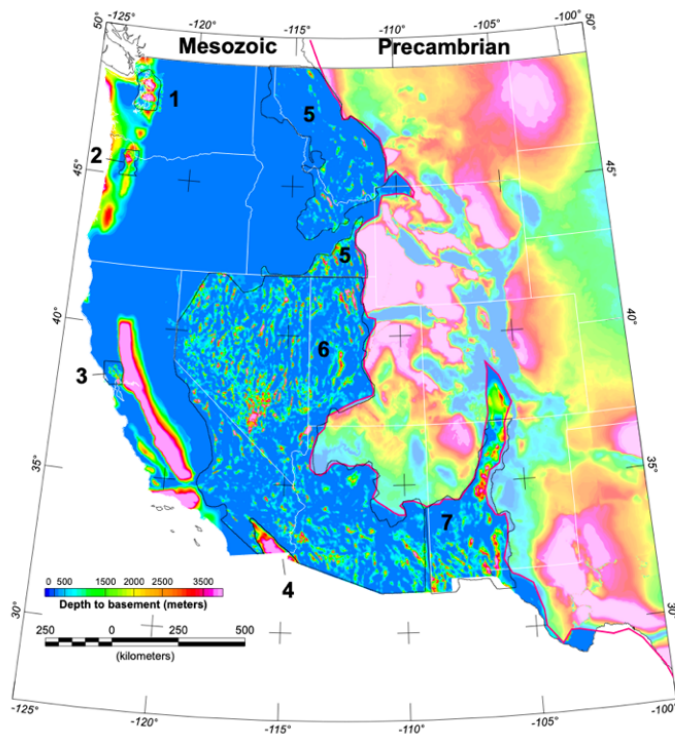 -125° -120° -115° -110° -105° -100°
50° 50°
Mesozoic Precambrian
1
5
2
45° 45°
5
40° 40°
6
3
35° 35°
7
4
0 500 1500 2500 3500
Depth to basement (meters)
30° 30°
250 0 250 500
(kilometers)
-125° -120° -115° -110° -105° -100°